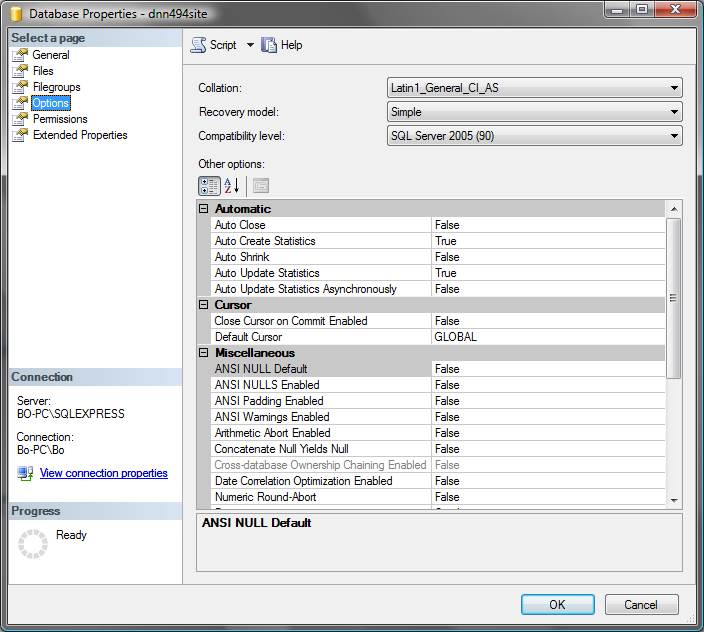 Database Properties - dnn494site
Select a page
General
Files
Filegroups
Options
Permissions
Extended Properties
Connection
Server:
BO-PC\SQLEXPRESS
Connection:
Bo-PC\Bo
View connection properties
Progress
Ready
Script Help
Collation: Latin1_General_CI_AS
Recovery model: Simple
Compatibility level: SQL Server 2005 (90)
Other options:
Automatic
Auto Close False
Auto Create Statistics True
Auto Shrink False
Auto Update Statistics True
Auto Update Statistics Asynchronously False
Cursor
Close Cursor on Commit Enabled False
Default Cursor GLOBAL
Miscellaneous
ANSI NULL Default False
ANSI NULLS Enabled False
ANSI Padding Enabled False
ANSI Warnings Enabled False
Arithmetic Abort Enabled False
Concatenate Null Yields Null False
Cross-database Ownership Chaining Enabled False
Date Correlation Optimization Enabled False
Numeric Round-Abort False
ANSI NULL Default
OK Cancel